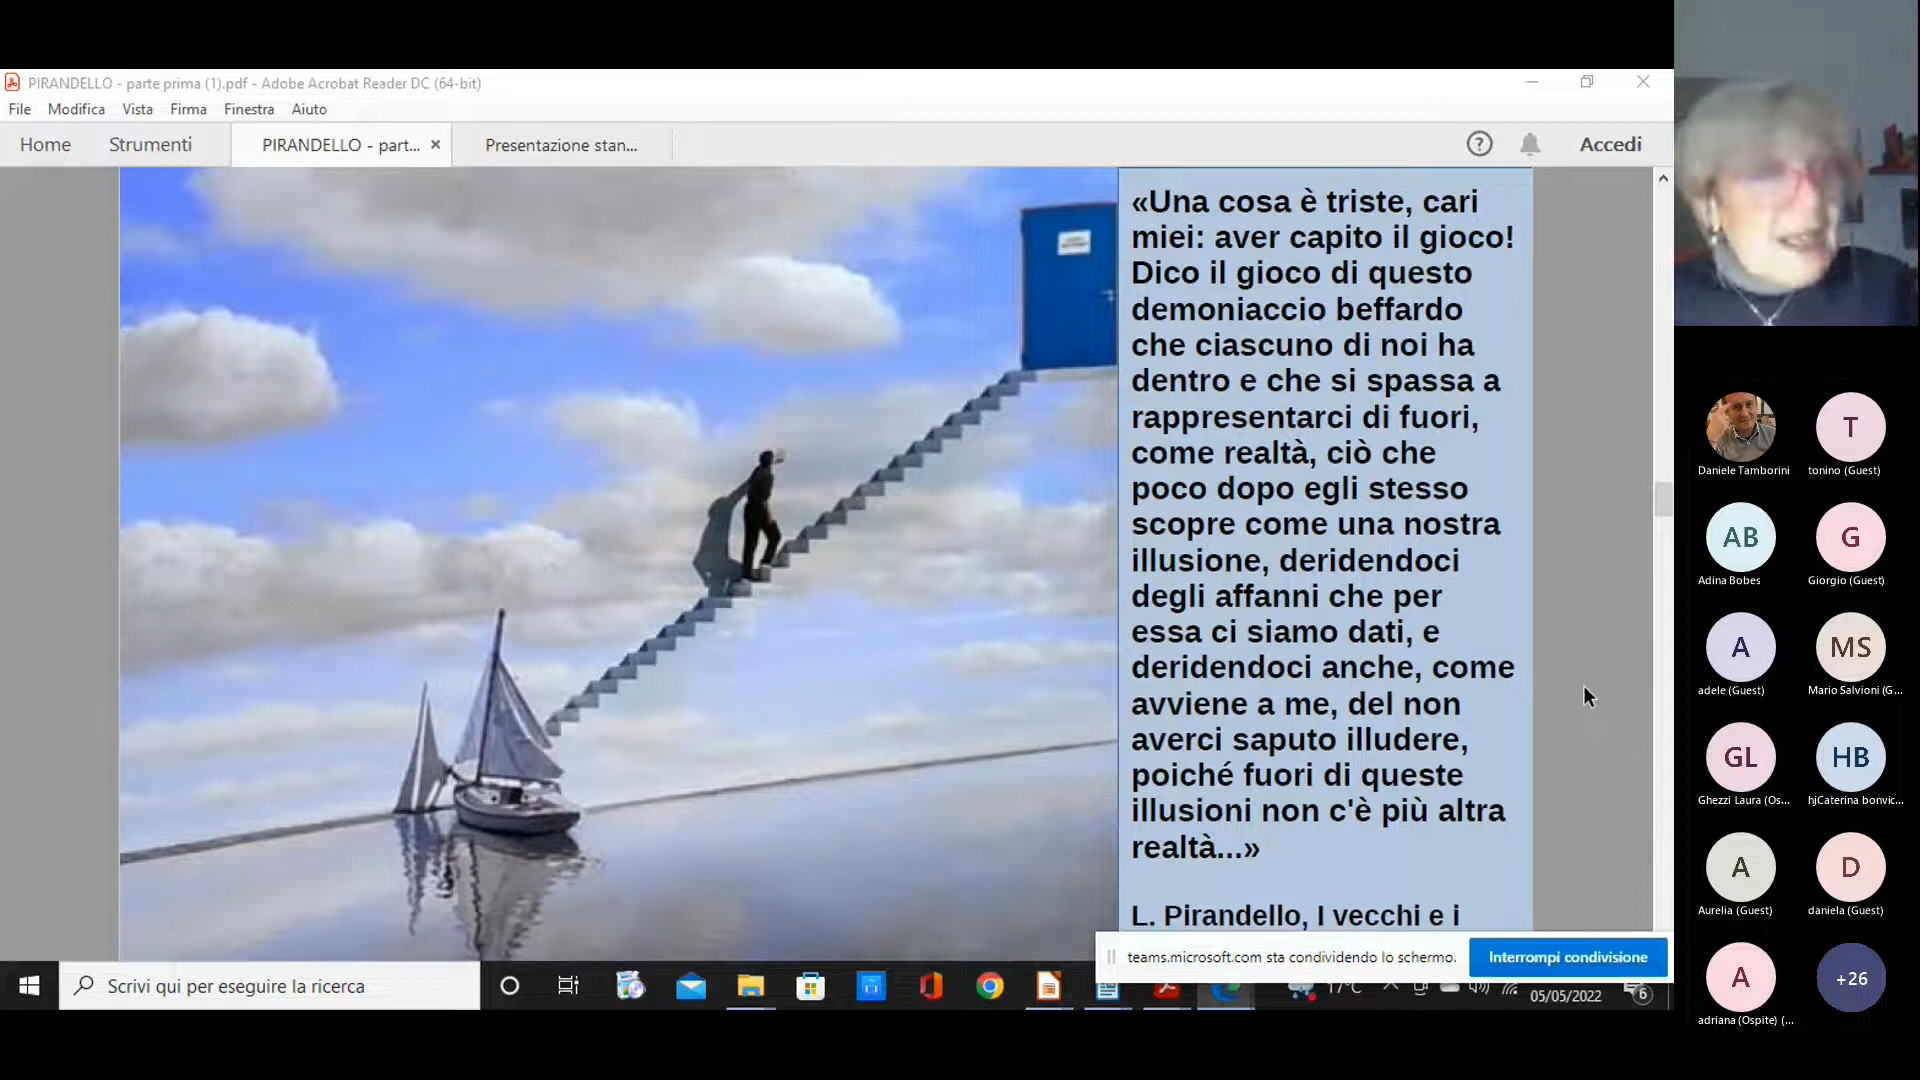 PIRANDELLO - parte prima (1).pdf - Adobe Acrobat Reader DC (64-bit)
File Modifica Vista Firma Finestra Aiuto
Home Strumenti PIRANDELLO - part... × Presentazione stan... ? Accedi
«Una cosa è triste, cari
miei: aver capito il gioco!
Dico il gioco di questo
demoniaccio beffardo
che ciascuno di noi ha
dentro e che si spassa a
rappresentarci di fuori,
come realtà, ciò che
poco dopo egli stesso
scopre come una nostra
illusione, deridendoci
degli affanni che per
essa ci siamo dati, e
deridendoci anche, come
avviene a me, del non
averci saputo illudere,
poiché fuori di queste
illusioni non c'è più altra
realtà...»
L. Pirandello, I vecchi e i
teams.microsoft.com sta condividendo lo schermo. Interrompi condivisione
Scrivi qui per eseguire la ricerca
17°C
05/05/2022
6
T
Daniele Tamborini tonino (Guest)
AB G
Adina Bobes Giorgio (Guest)
A MS
adele (Guest) Mario Salvioni (G...
GL HB
Ghezzi Laura (Os... hjCaterina bonvic...
A D
Aurelia (Guest) daniela (Guest)
A +26
adriana (Ospite) (...